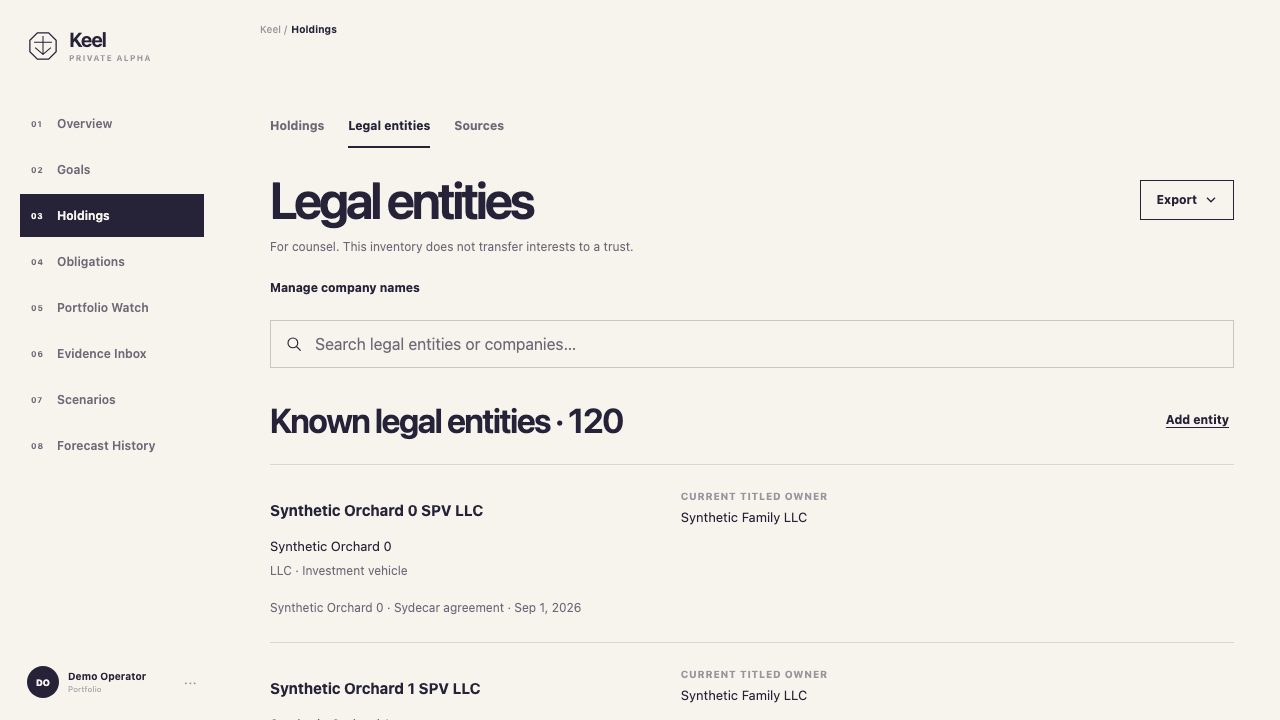 Keel
PRIVATE ALPHA
Keel / Holdings
01 Overview
02 Goals
03 Holdings
04 Obligations
05 Portfolio Watch
06 Evidence Inbox
07 Scenarios
08 Forecast History
DO
Demo Operator
Portfolio
...
Holdings Legal entities Sources
Legal entities
Export
For counsel. This inventory does not transfer interests to a trust.
Manage company names
Search legal entities or companies...
Known legal entities · 120
Add entity
Synthetic Orchard 0 SPV LLC
CURRENT TITLED OWNER
Synthetic Family LLC
Synthetic Orchard 0
LLC · Investment vehicle
Synthetic Orchard 0 · Sydecar agreement · Sep 1, 2026
Synthetic Orchard 1 SPV LLC
CURRENT TITLED OWNER
Synthetic Family LLC